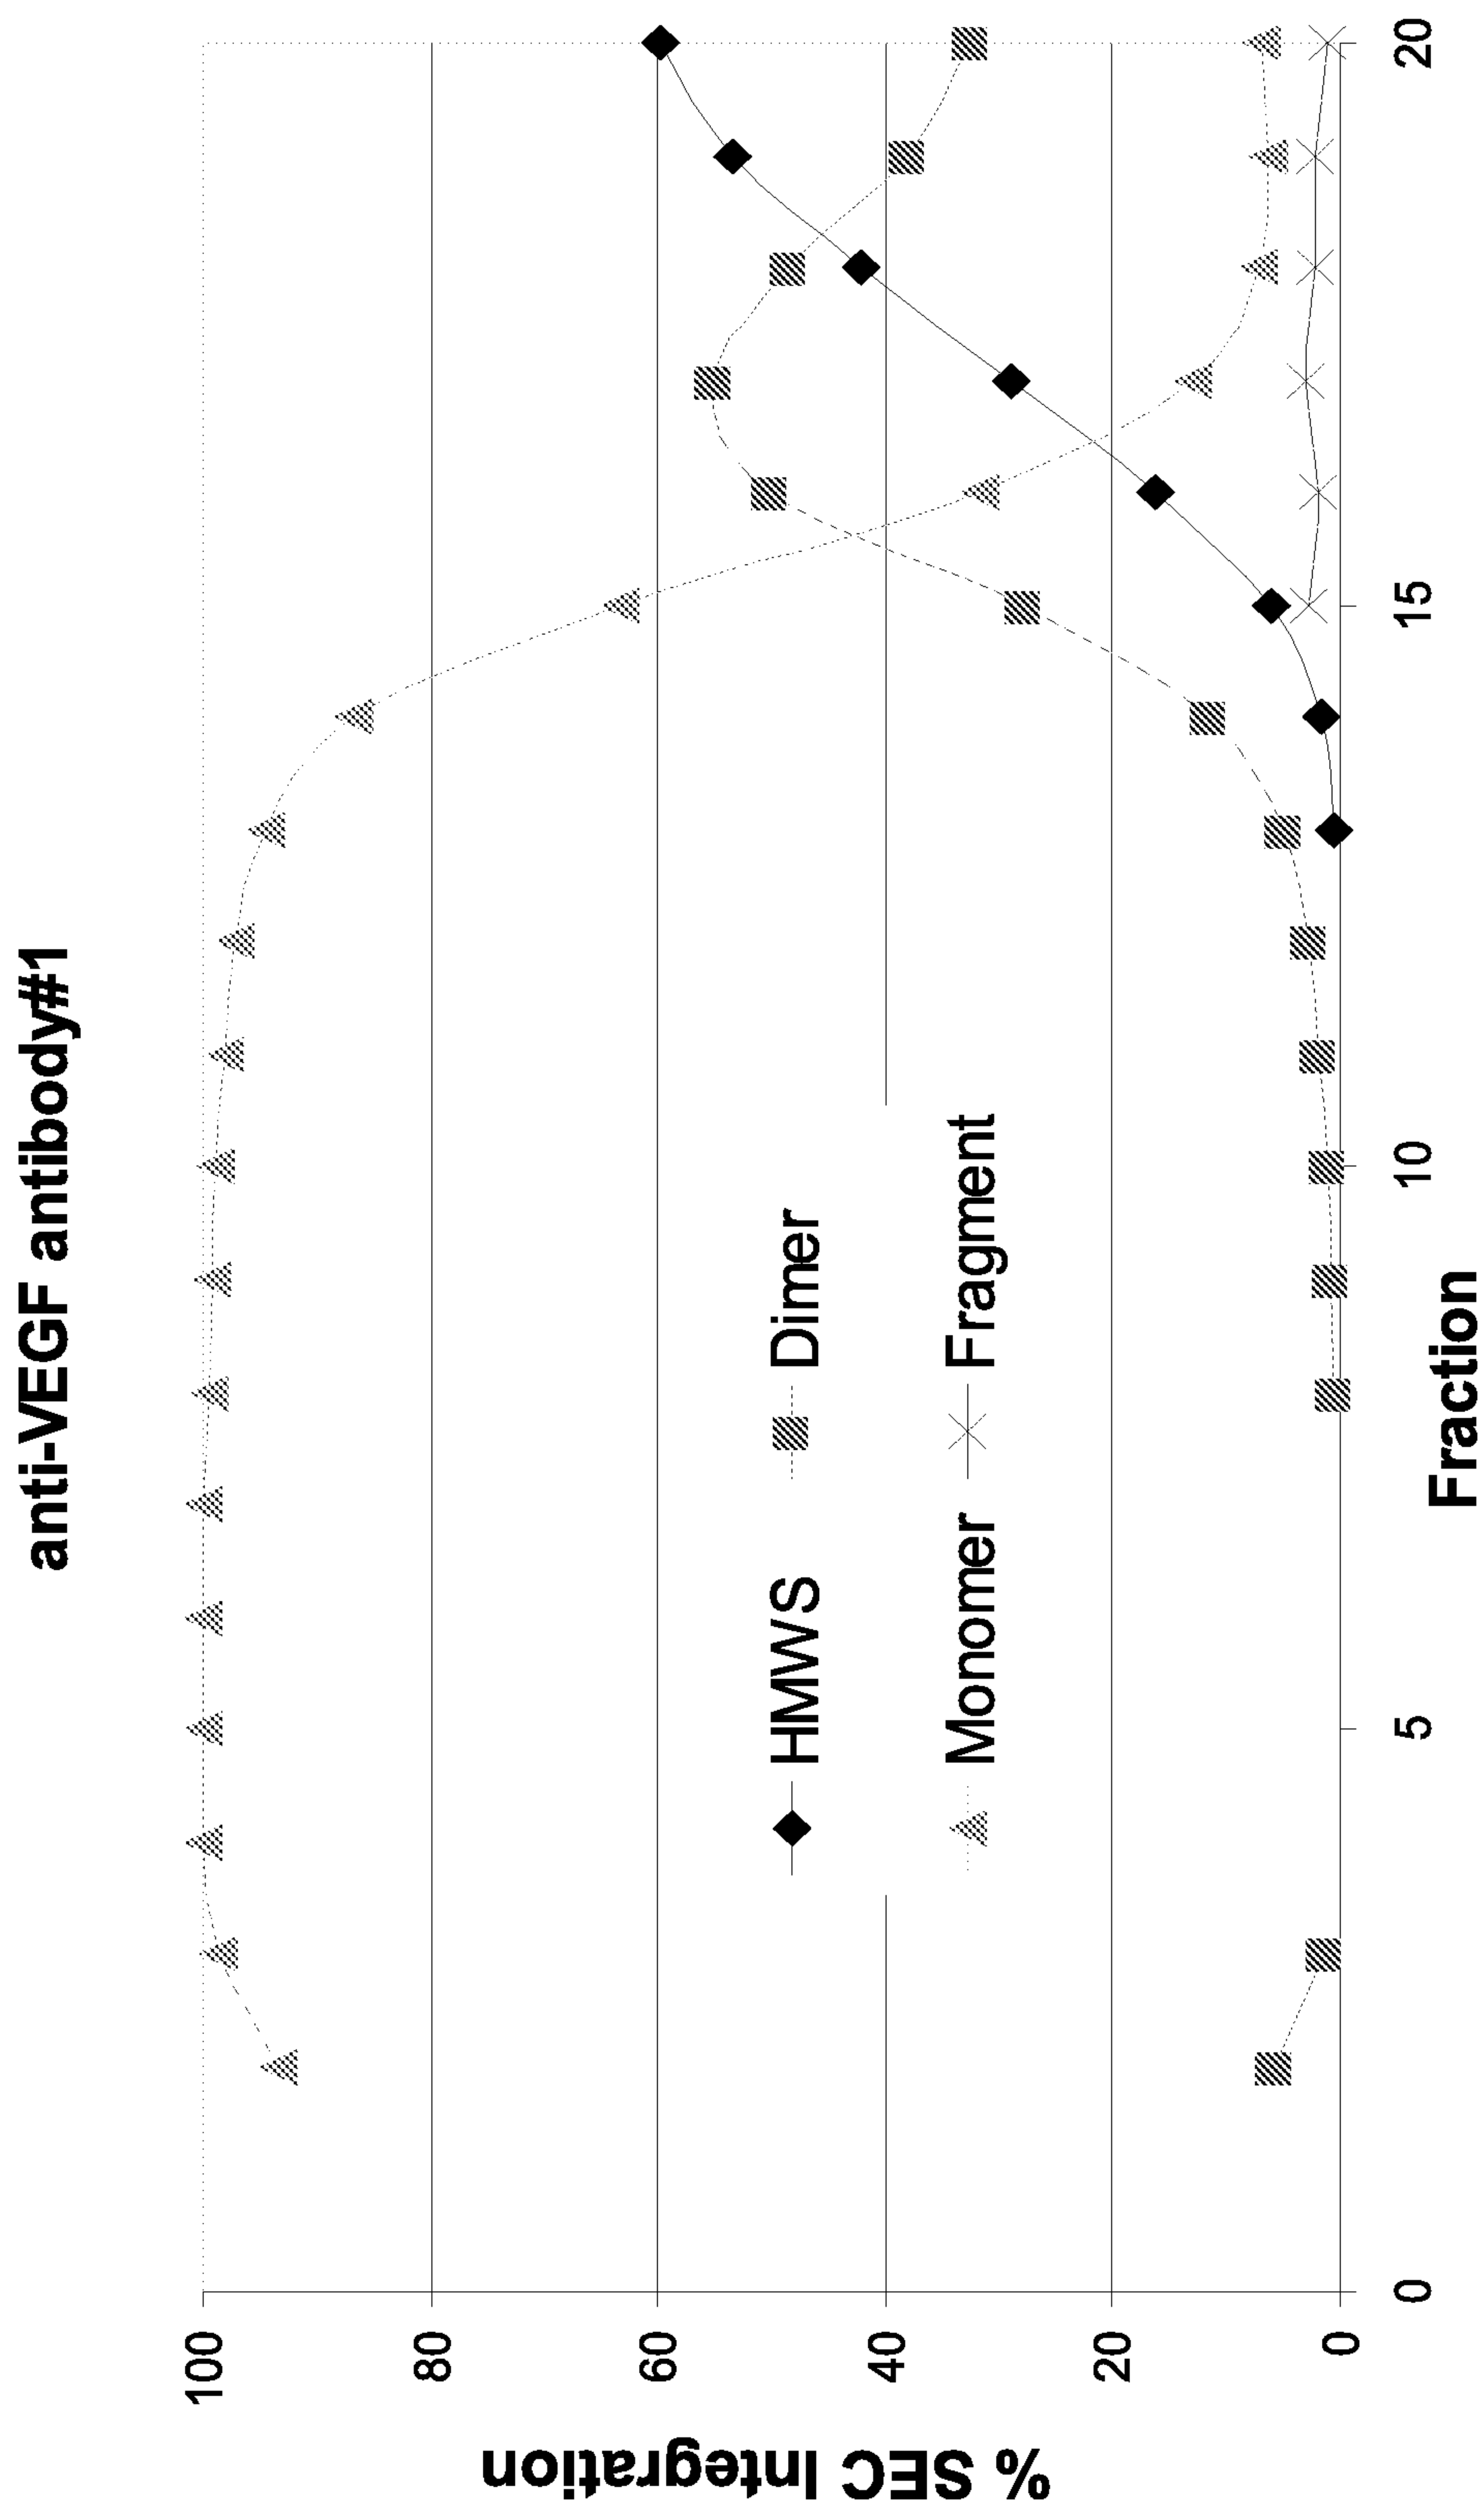 anti-VEGF antibody#1
% SEC Integration
100
80
60
40
20
0
HMWS
Dimer
Monomer
Fragment
0
5
10
15
20
Fraction